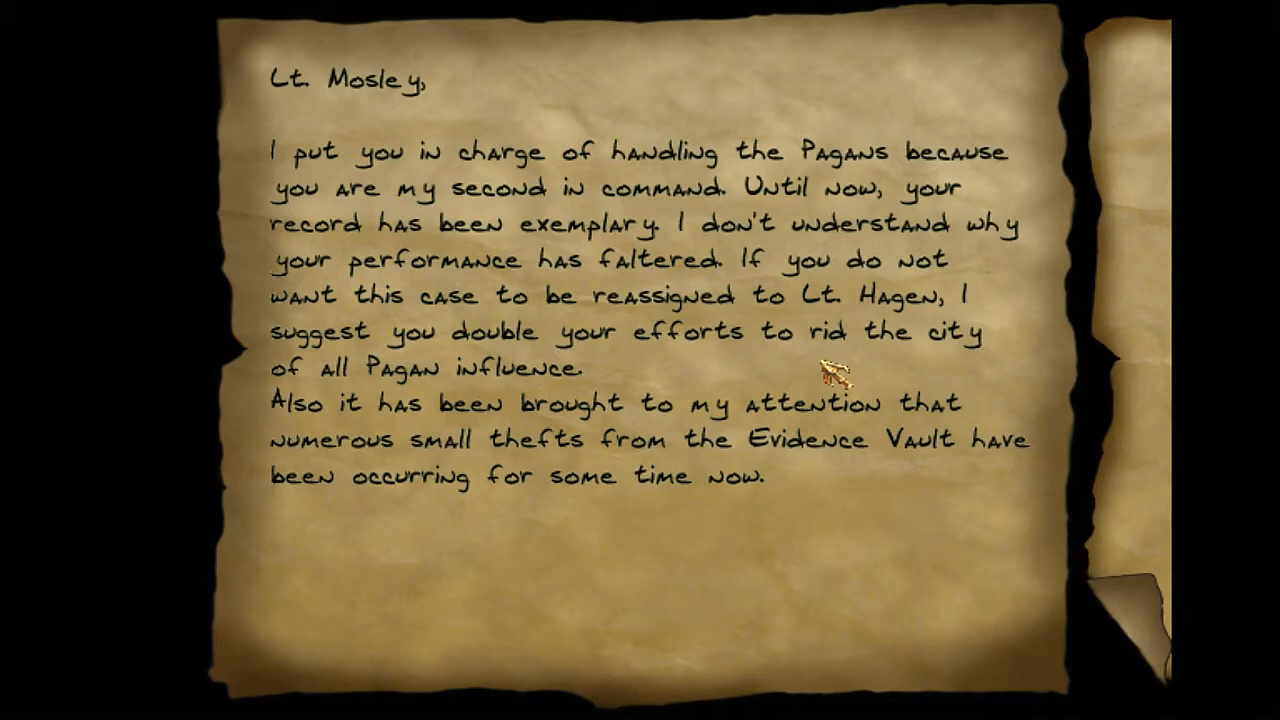 Lt. Mosley,
I put you in charge of handling the Pagans because
you are my second in command. Until now, your
record has been exemplary. I don't understand why
your performance has faltered. If you do not
want this case to be reassigned to Lt. Hagen, I
suggest you double your efforts to rid the city
of all Pagan influence.
Also it has been brought to my attention that
numerous small thefts from the Evidence Vault have
been occurring for some time now.